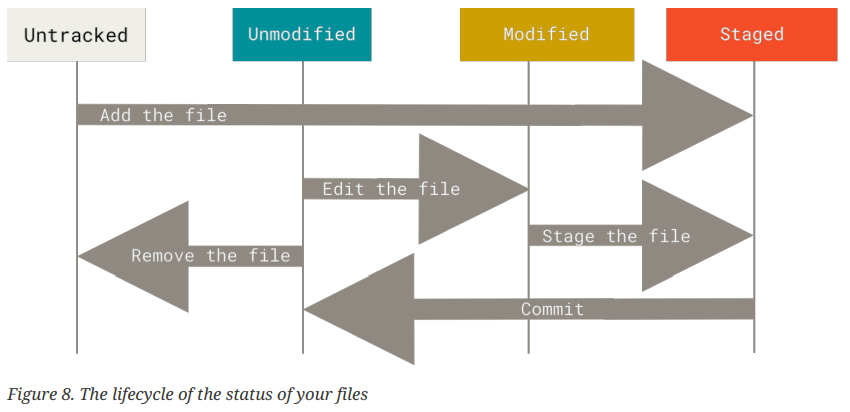 Untracked
Unmodified
Modified
Staged
Add the file
Edit the file
Stage the file
Remove the file
Commit
Figure 8. The lifecycle of the status of your files